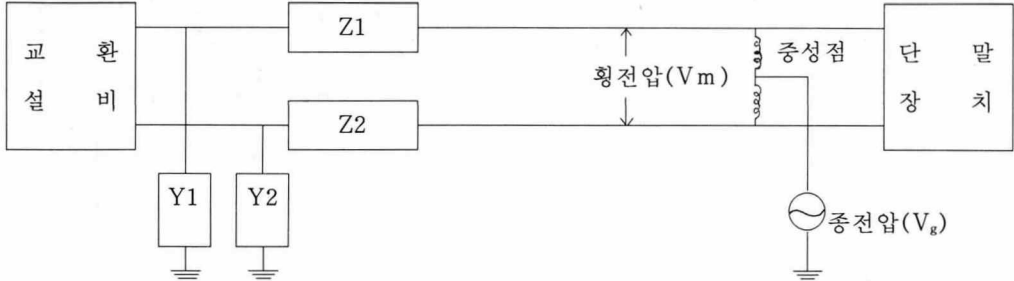 교 환
설 비
Z1
Z2
Y1
Y2
횡전압(Vm)
중성점
종전압(Vg)
단 말
장 치